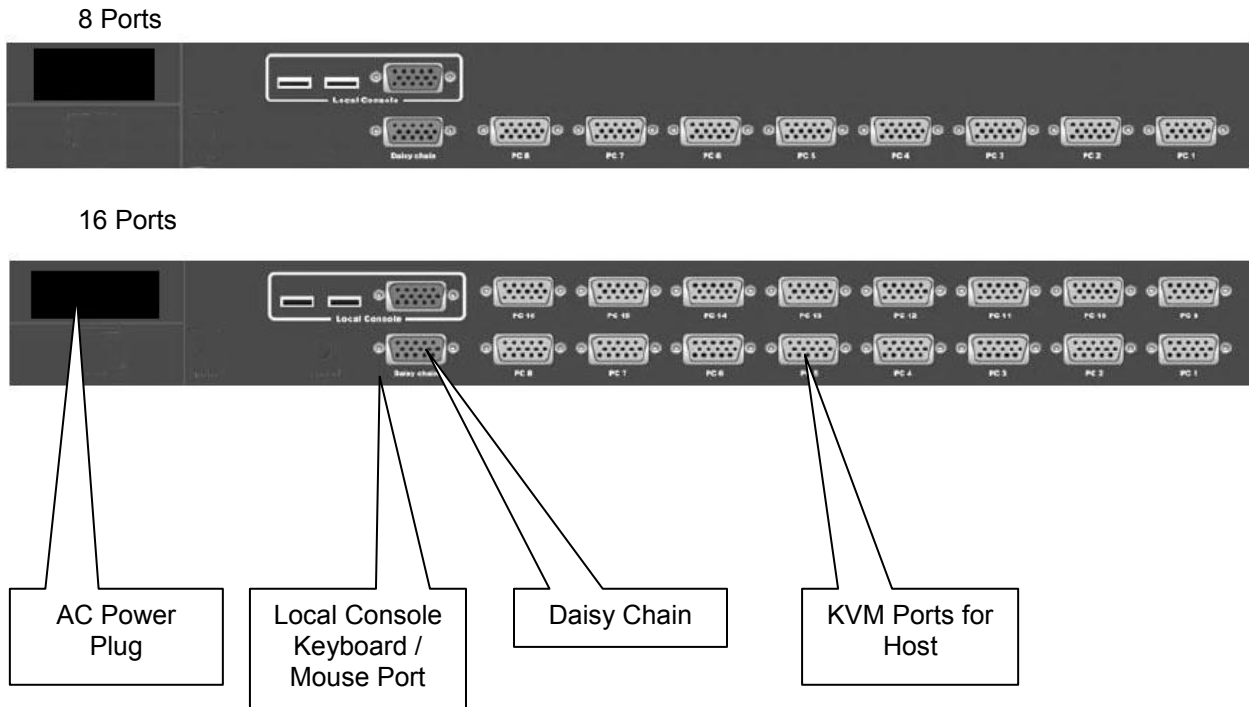 8 Ports
Local Console
Daisy chain
PC 8
PC 7
PC 6
PC 5
PC 4
PC 3
PC 2
PC 1
16 Ports
Local Console
PC 16
PC 15
PC 14
PC 13
PC 12
PC 11
PC 10
PC 9
Daisy chain
PC 8
PC 7
PC 6
PC 4
PC 3
PC 2
PC 1
AC Power
Plug
Local Console
Keyboard /
Mouse Port
Daisy Chain
KVM Ports for
Host